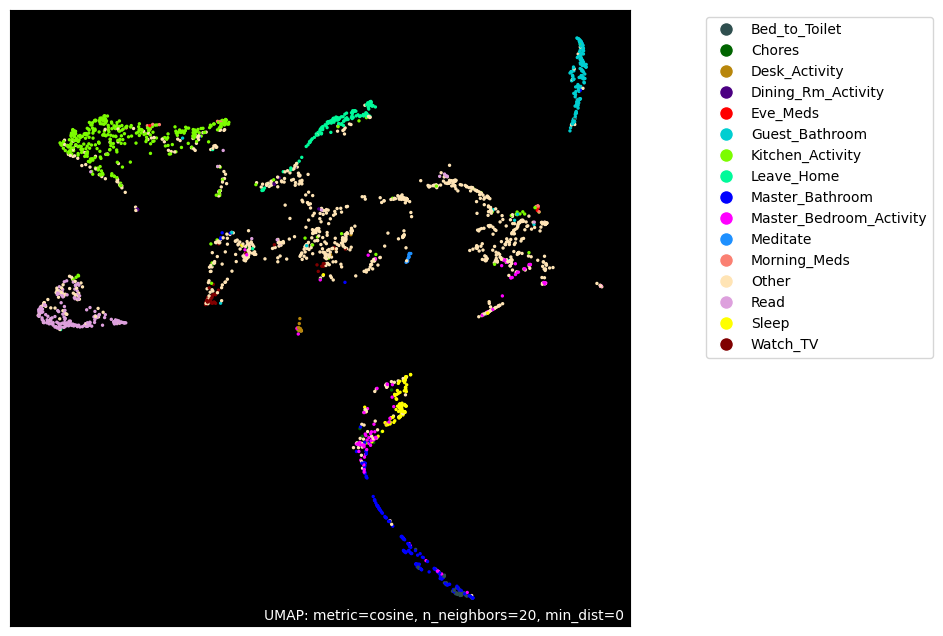 Bed_to_Toilet
Chores
Desk_Activity
Dining_Rm_Activity
Eve_Meds
Guest_Bathroom
Kitchen_Activity
Leave_Home
Master_Bathroom
Master_Bedroom_Activity
Meditate
Morning_Meds
Other
Read
Sleep
Watch_TV
UMAP: metric=cosine, n_neighbors=20, min_dist=0